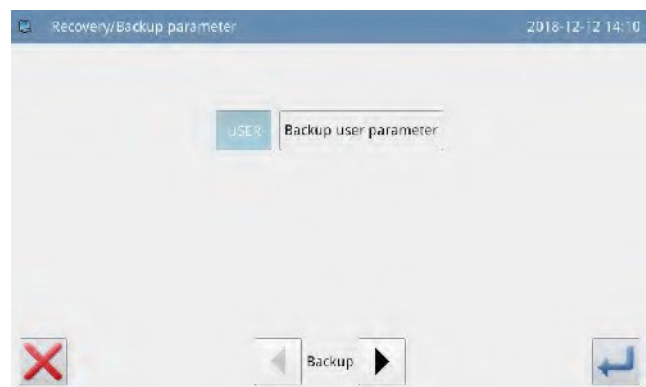 Recovery/Backup parameter 2018-12-12 14:10
USER Backup user parameter
Backup